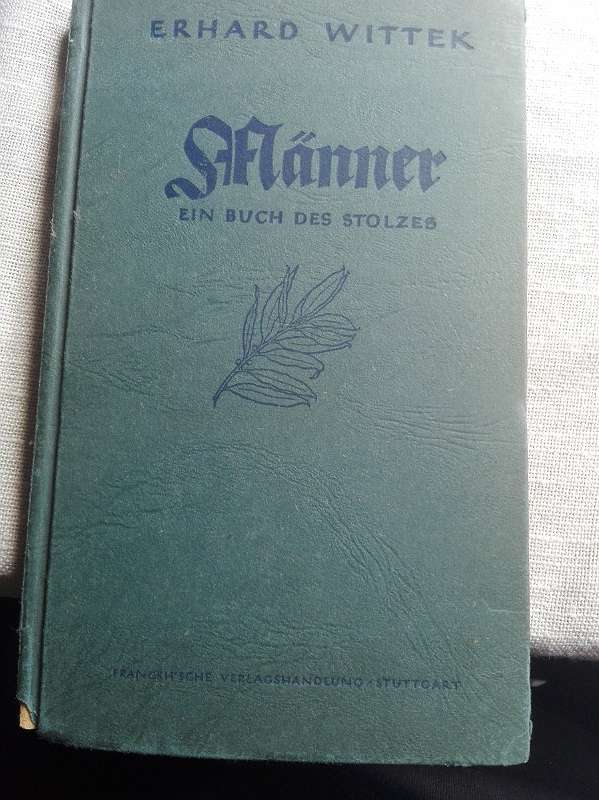 ERHARD WITTEK
Männer
EIN BUCH DES STOLZES
FRANCKH'SCHE VERLAGSHANDLUNG · STUTTGART